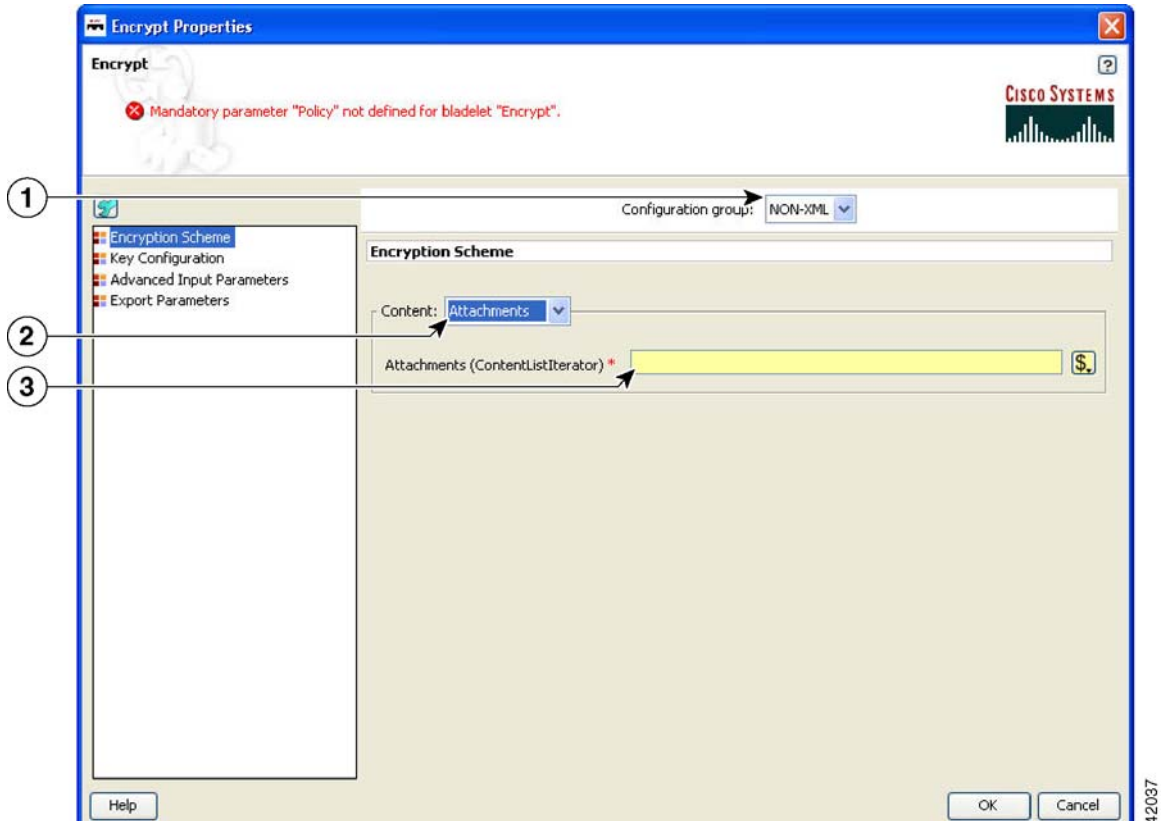 Encrypt Properties
Encrypt
?
Mandatory parameter "Policy" not defined for bladelet "Encrypt".
CISCO SYSTEMS
1
Configuration group: NON-XML
Encryption Scheme
Key Configuration
Advanced Input Parameters
Export Parameters
Encryption Scheme
2
Content: Attachments
3
Attachments (ContentListIterator) *
$
Help
OK
Cancel